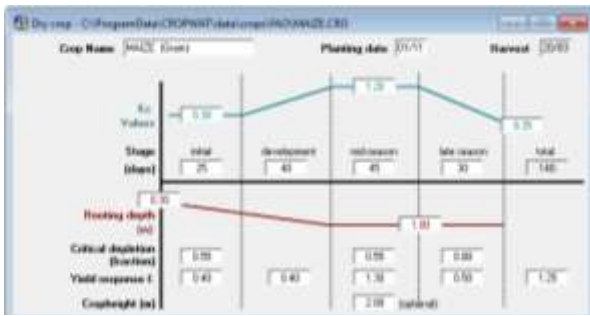 Dry crop - C:\ProgramData\CROPWAT\data\crops\FAO\MAIZE.CRO
Crop Name MAIZE (Grain) Planting date 01/11 Harvest
1.20
Kc
Values 0.30 0.35
Stage initial development mid-season late season total
(days) 25 40 45 30 140
0.30
Rooting depth
(m) 1.00
Critical depletion
(fraction) 0.55 0.55 0.80
Yield response f. 0.40 0.40 1.30 0.50 1.25
Cropheight (m) 2.00 (optional)